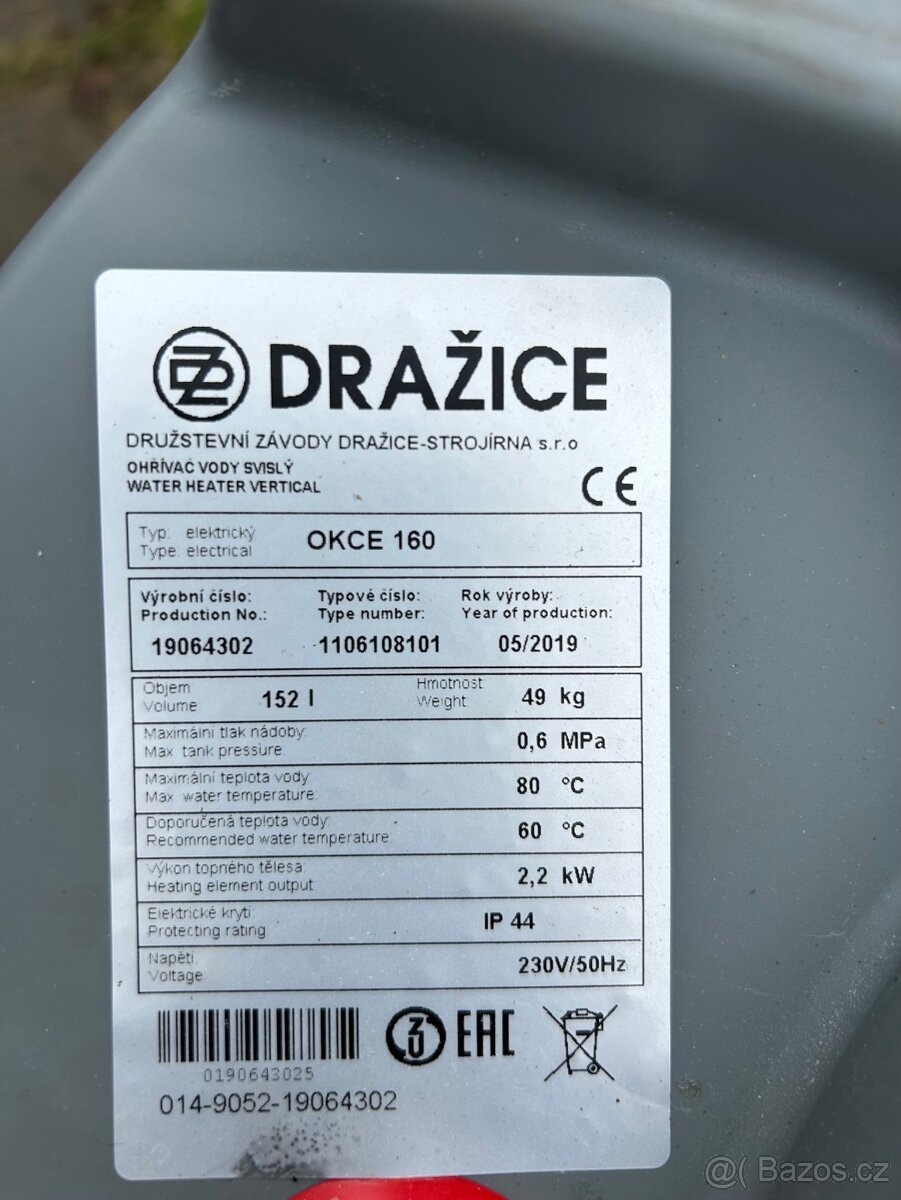 DZ DRAŽICE
DRUŽSTEVNÍ ZÁVODY DRAŽICE-STROJÍRNA s.r.o
OHŘÍVAČ VODY SVISLÝ
WATER HEATER VERTICAL
CE
Typ: elektrický
Type: electrical
OKCE 160
Výrobní číslo: Typové číslo: Rok výroby:
Production No.: Type number: Year of production:
19064302 1106108101 05/2019
Objem
Volume
152 l
Hmotnost
Weight
49 kg
Maximální tlak nádoby:
Max. tank pressure:
0,6 MPa
Maximální teplota vody
Max. water temperature:
80 °C
Doporučená teplota vody
Recommended water temperature:
60 °C
Výkon topného tělesa
Heating element output
2,2 kW
Elektrické krytí
Protecting rating
IP 44
Napětí
Voltage
230V/50Hz
EAC
0190643025
014-9052-19064302
@( Bazos.cz